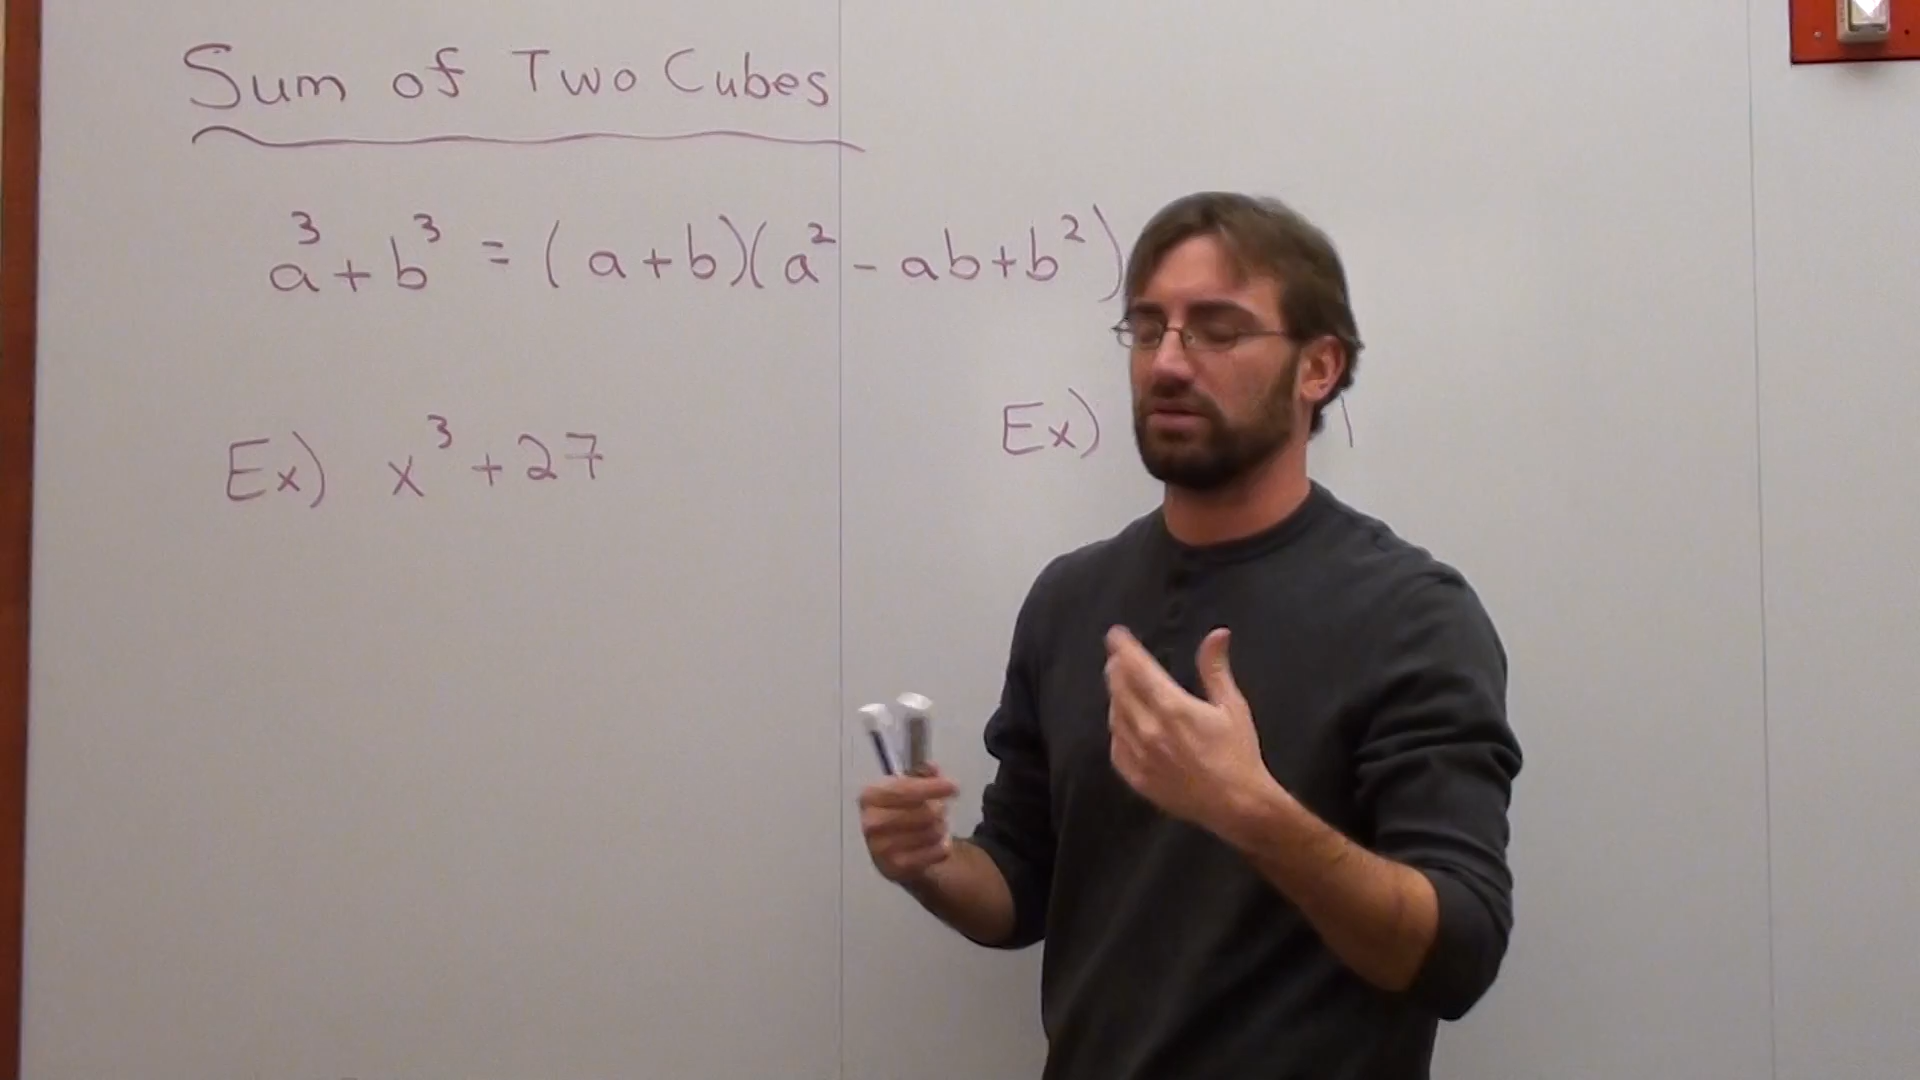 Sum of Two Cubes
a³ + b³ = (a+b)(a² - ab + b²)
Ex) x³ + 27
Ex)